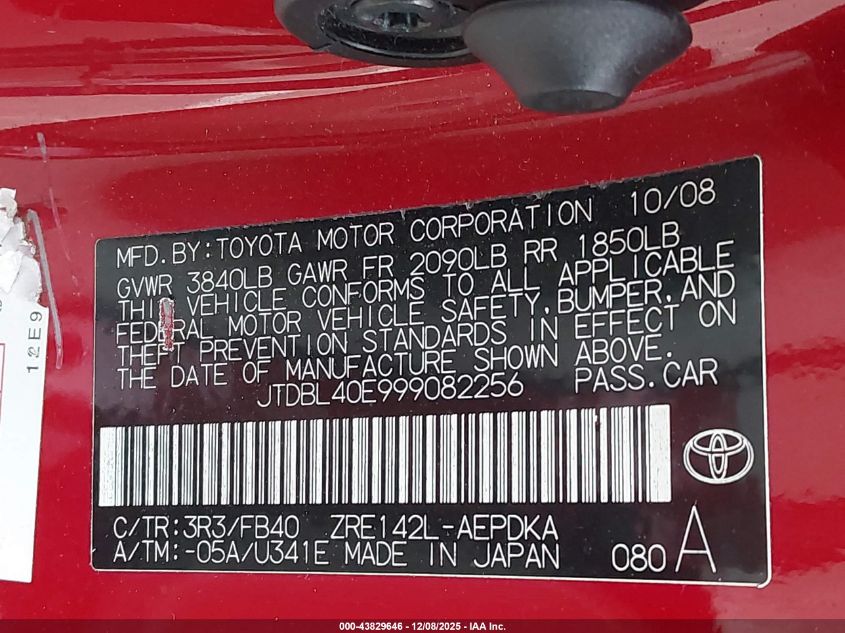 MFD. BY: TOYOTA MOTOR CORPORATION 10/08
GVWR 3840LB GAWR FR 2090LB RR 1850LB
THIS VEHICLE CONFORMS TO ALL APPLICABLE
FEDERAL MOTOR VEHICLE SAFETY, BUMPER, AND
THEFT PREVENTION STANDARDS IN EFFECT ON
THE DATE OF MANUFACTURE SHOWN ABOVE.
JTDBL40E999082256 PASS. CAR
C/TR: 3R3/FB40 ZRE142L-AEPDKA
A/TM: -05A/U341E MADE IN JAPAN 080 A
12E9
000-43829646 - 12/08/2025 - IAA Inc.